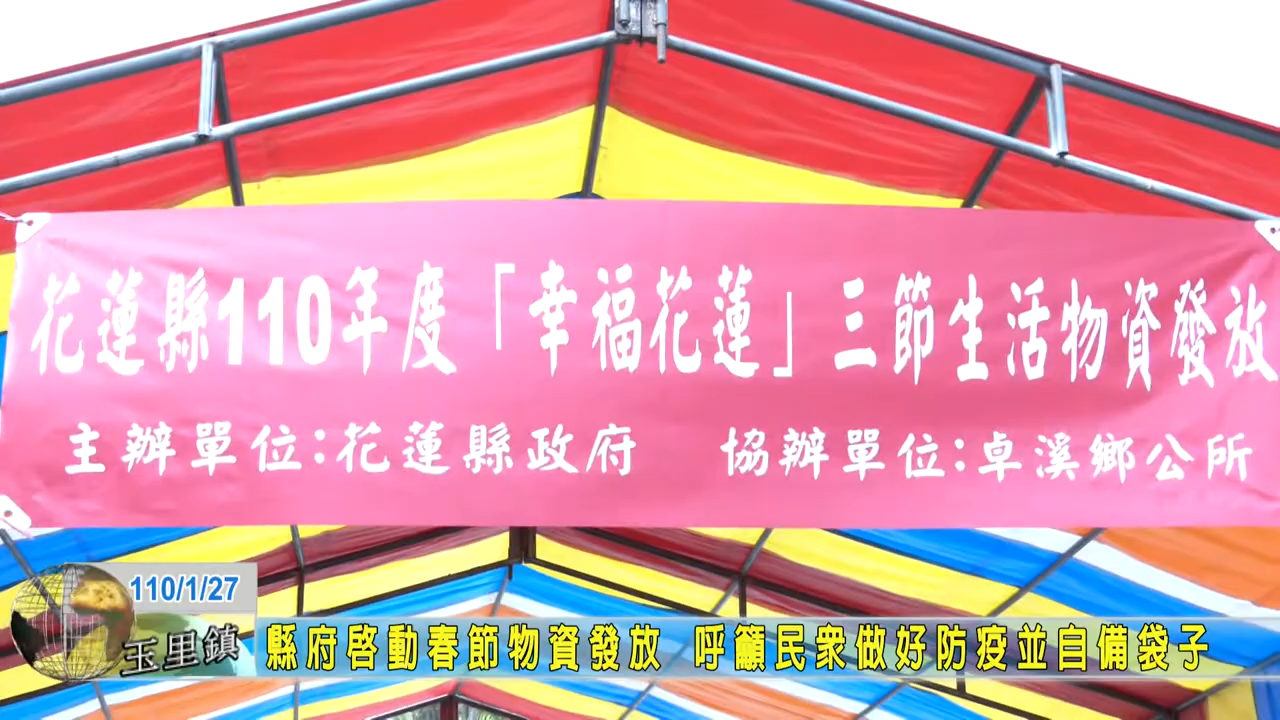 花蓮縣110年度「幸福花蓮」三節生活物資發放
主辦單位:花蓮縣政府 協辦單位:卓溪鄉公所
110/1/27
玉里鎮
縣府啓動春節物資發放 呼籲民衆做好防疫並自備袋子